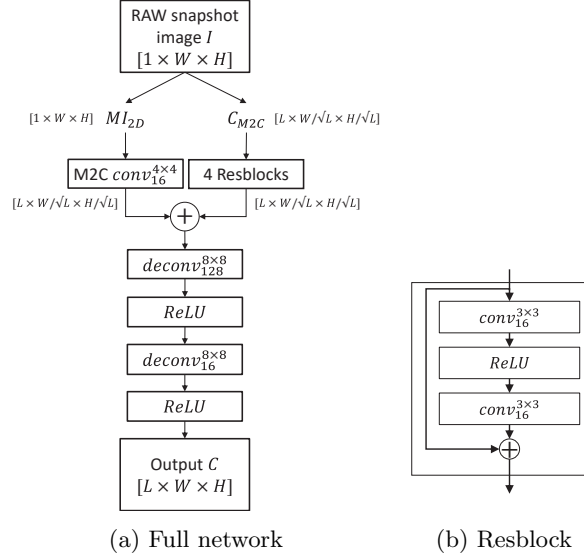 RAW snapshot
image I
[1 × W × H]
[1 × W × H] MI₂D C_M2C [L × W/√L × H/√L]
M2C conv₁₆^4×4 4 Resblocks
[L × W/√L × H/√L] [L × W/√L × H/√L]
+
deconv₁₂₈^8×8
ReLU
deconv₁₆^8×8
ReLU
Output C
[L × W × H]
(a) Full network
conv₁₆^3×3
ReLU
conv₁₆^3×3
+
(b) Resblock